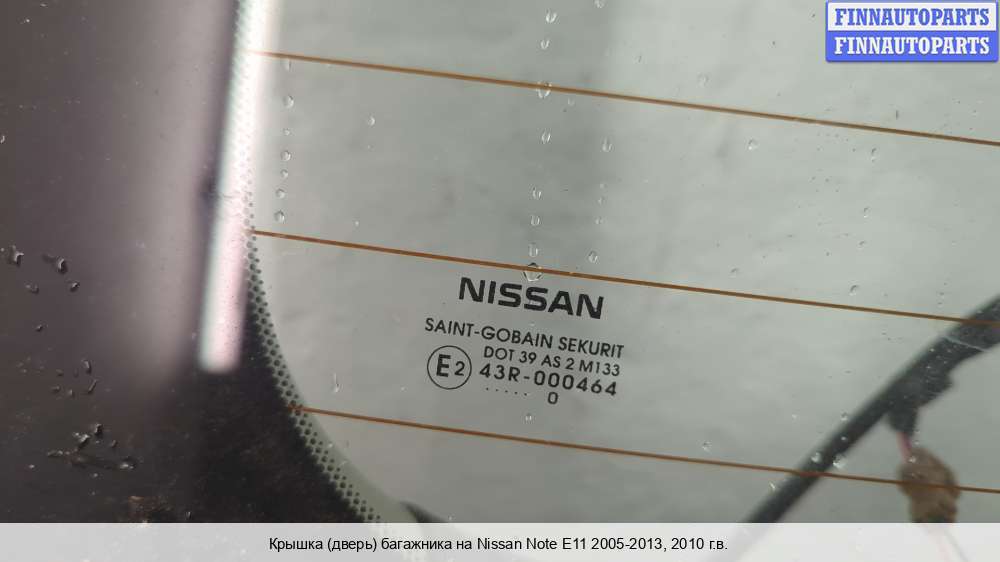 FINNAUTOPARTS
FINNAUTOPARTS
NISSAN
SAINT-GOBAIN SEKURIT
DOT 39 AS 2 M133
E2 43R-000464
..... 0
Крышка (дверь) багажника на Nissan Note E11 2005-2013, 2010 г.в.